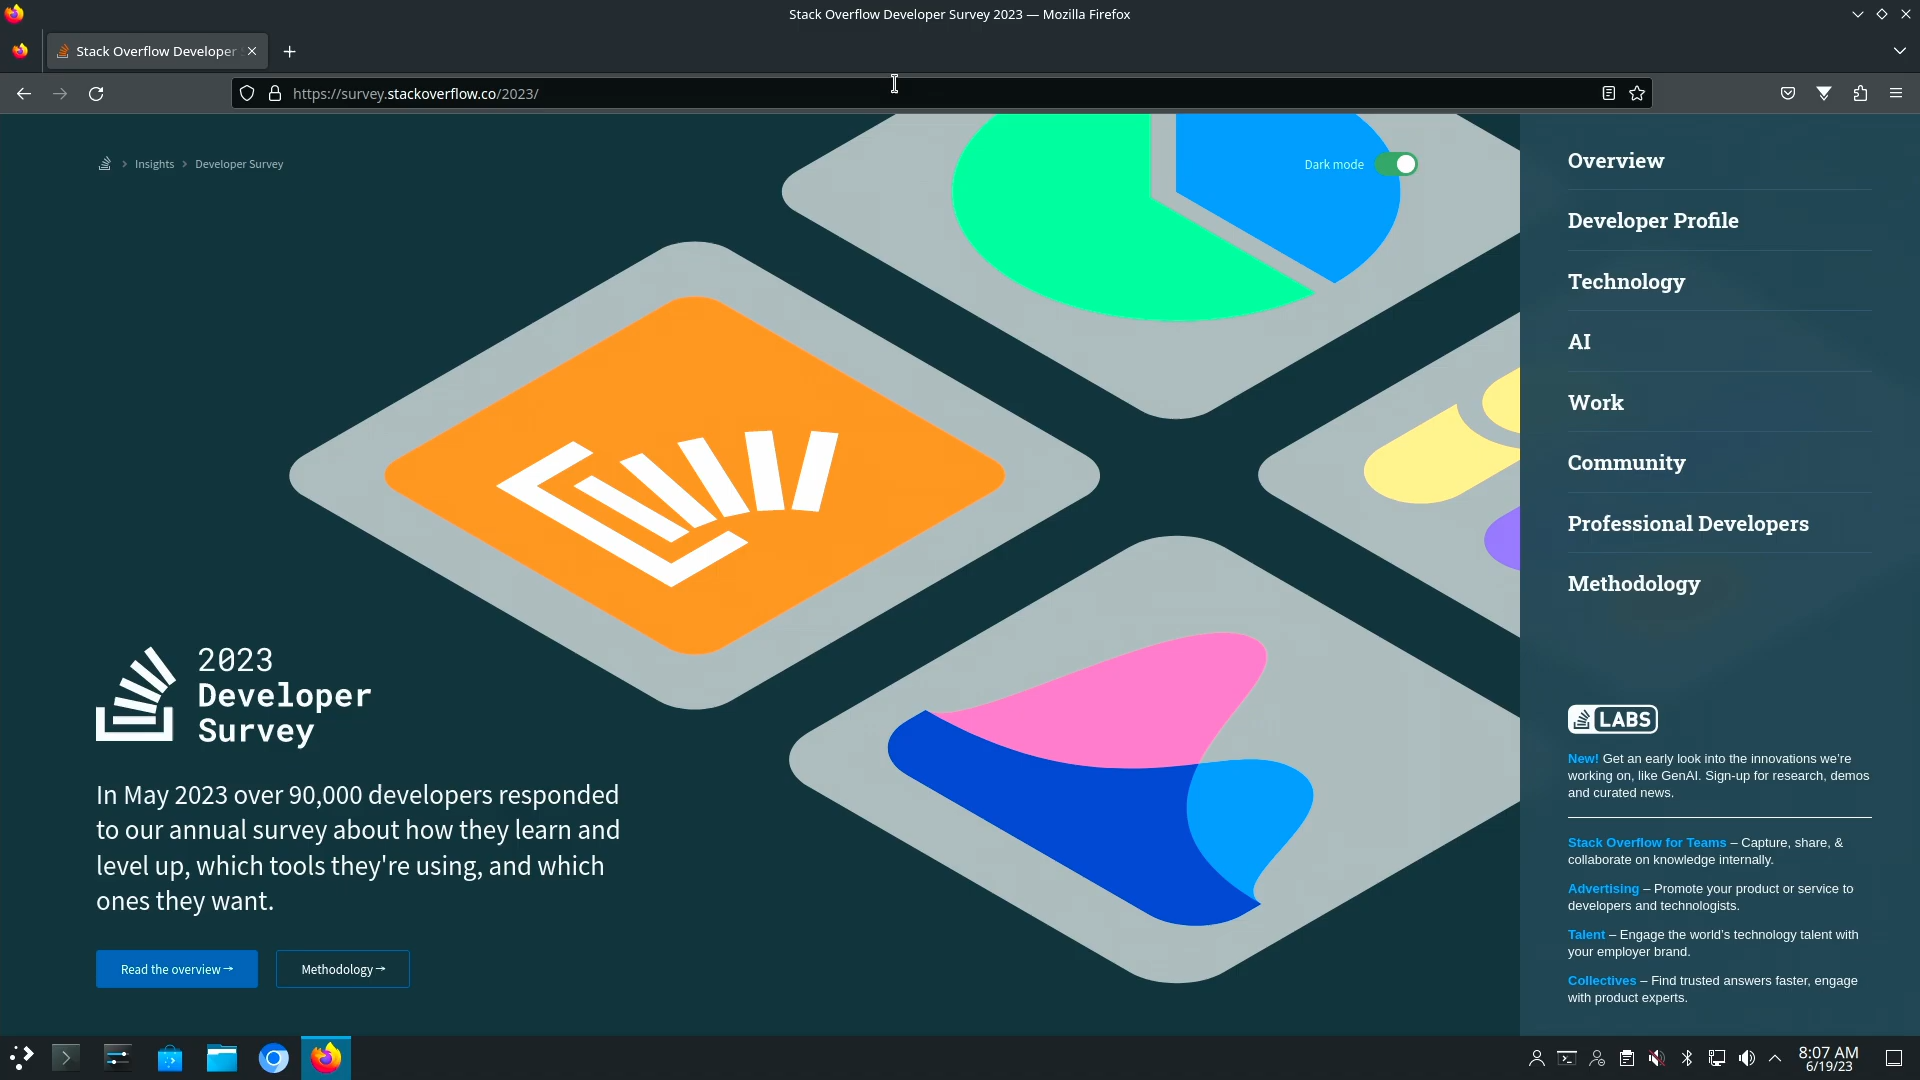 Stack Overflow Developer Survey 2023 — Mozilla Firefox
Stack Overflow Developer
https://survey.stackoverflow.co/2023/
Insights
Developer Survey
Dark mode
Overview
Developer Profile
Technology
AI
Work
Community
Professional Developers
Methodology
2023
Developer
Survey
In May 2023 over 90,000 developers responded
to our annual survey about how they learn and
level up, which tools they're using, and which
ones they want.
Read the overview →
Methodology →
LABS
New! Get an early look into the innovations we’re
working on, like GenAI. Sign-up for research, demos
and curated news.
Stack Overflow for Teams – Capture, share, &
collaborate on knowledge internally.
Advertising – Promote your product or service to
developers and technologists.
Talent – Engage the world’s technology talent with
your employer brand.
Collectives – Find trusted answers faster, engage
with product experts.
8:07 AM
6/19/23